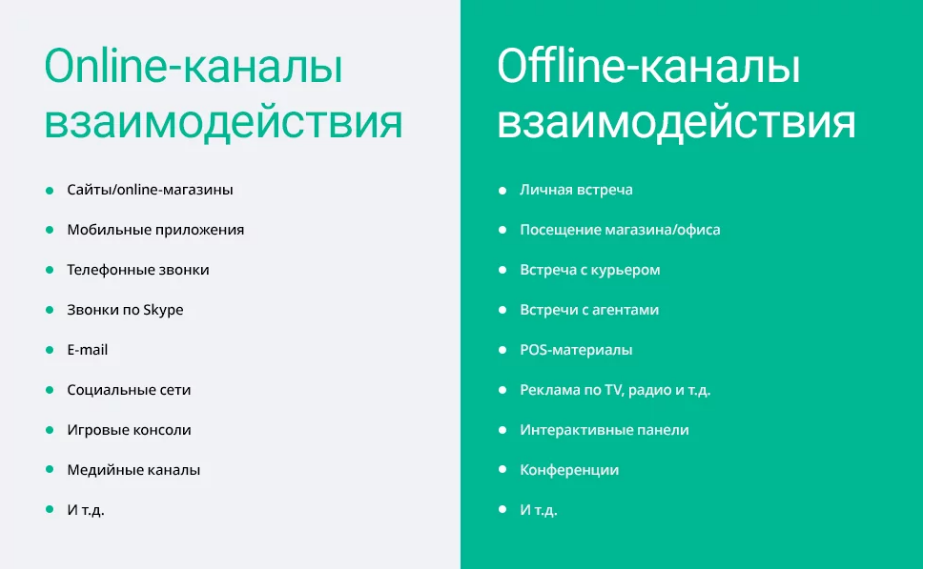 Online-каналы
взаимодействия
Сайты/online-магазины
Мобильные приложения
Телефонные звонки
Звонки по Skype
E-mail
Социальные сети
Игровые консоли
Медийные каналы
И т.д.
Offline-каналы
взаимодействия
Личная встреча
Посещение магазина/офиса
Встреча с курьером
Встречи с агентами
POS-материалы
Реклама по TV, радио и т.д.
Интерактивные панели
Конференции
И т.д.